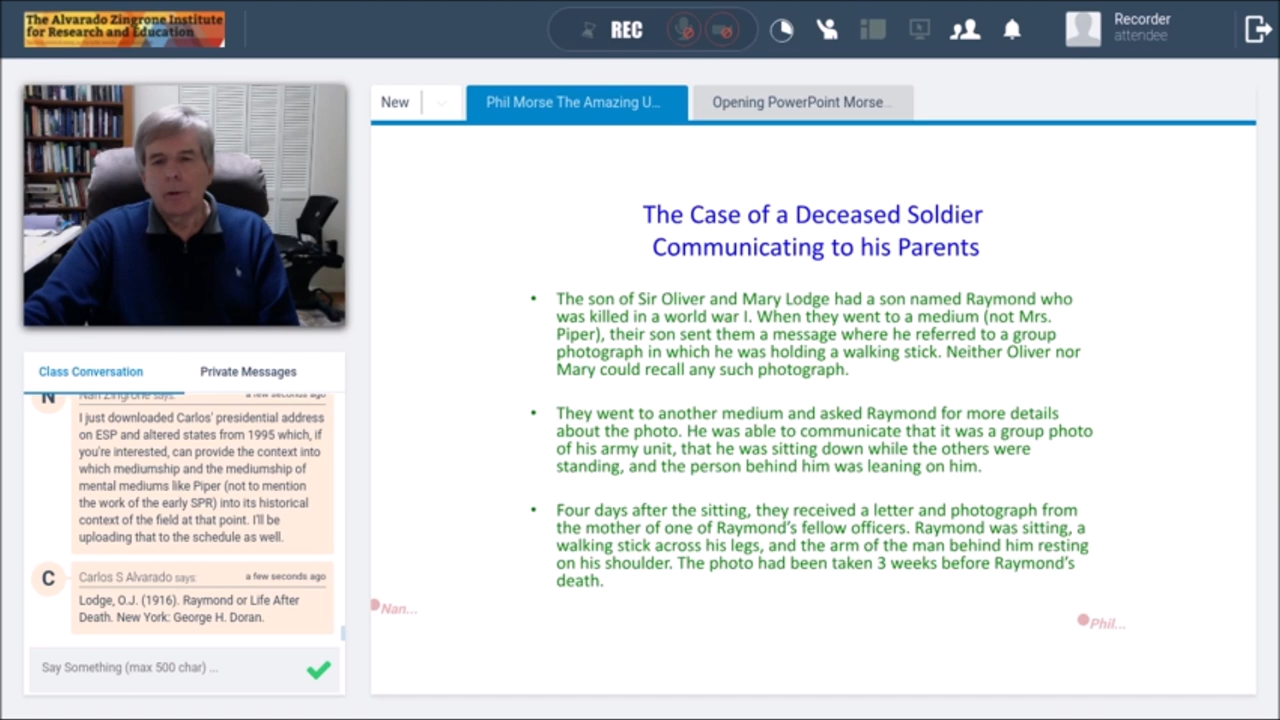 The Alvarado Zingrone Institute
for Research and Education
REC
Recorder
attendee
New
Phil Morse The Amazing U...
Opening PowerPoint Morse...
The Case of a Deceased Soldier
Communicating to his Parents
• The son of Sir Oliver and Mary Lodge had a son named Raymond who
was killed in a world war I. When they went to a medium (not Mrs.
Piper), their son sent them a message where he referred to a group
photograph in which he was holding a walking stick. Neither Oliver nor
Mary could recall any such photograph.
• They went to another medium and asked Raymond for more details
about the photo. He was able to communicate that it was a group photo
of his army unit, that he was sitting down while the others were
standing, and the person behind him was leaning on him.
• Four days after the sitting, they received a letter and photograph from
the mother of one of Raymond's fellow officers. Raymond was sitting, a
walking stick across his legs, and the arm of the man behind him resting
on his shoulder. The photo had been taken 3 weeks before Raymond's
death.
Nan...
Phil...
Class Conversation
Private Messages
N
Nan Zingrone says:
a few seconds ago
I just downloaded Carlos' presidential address
on ESP and altered states from 1995 which, if
you're interested, can provide the context into
which mediumship and the mediumship of
mental mediums like Piper (not to mention
the work of the early SPR) into its historical
context of the field at that point. I'll be
uploading that to the schedule as well.
C
Carlos S Alvarado says:
a few seconds ago
Lodge, O.J. (1916). Raymond or Life After
Death. New York: George H. Doran.
Say Something (max 500 char) ...